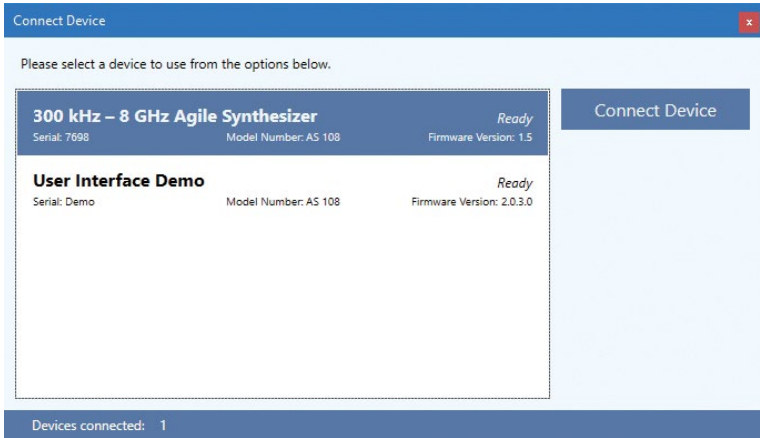 Connect Device
x
Please select a device to use from the options below.
300 kHz – 8 GHz Agile Synthesizer Ready
Serial: 7698 Model Number: AS 108 Firmware Version: 1.5
Connect Device
User Interface Demo Ready
Serial: Demo Model Number: AS 108 Firmware Version: 2.0.3.0
Devices connected: 1